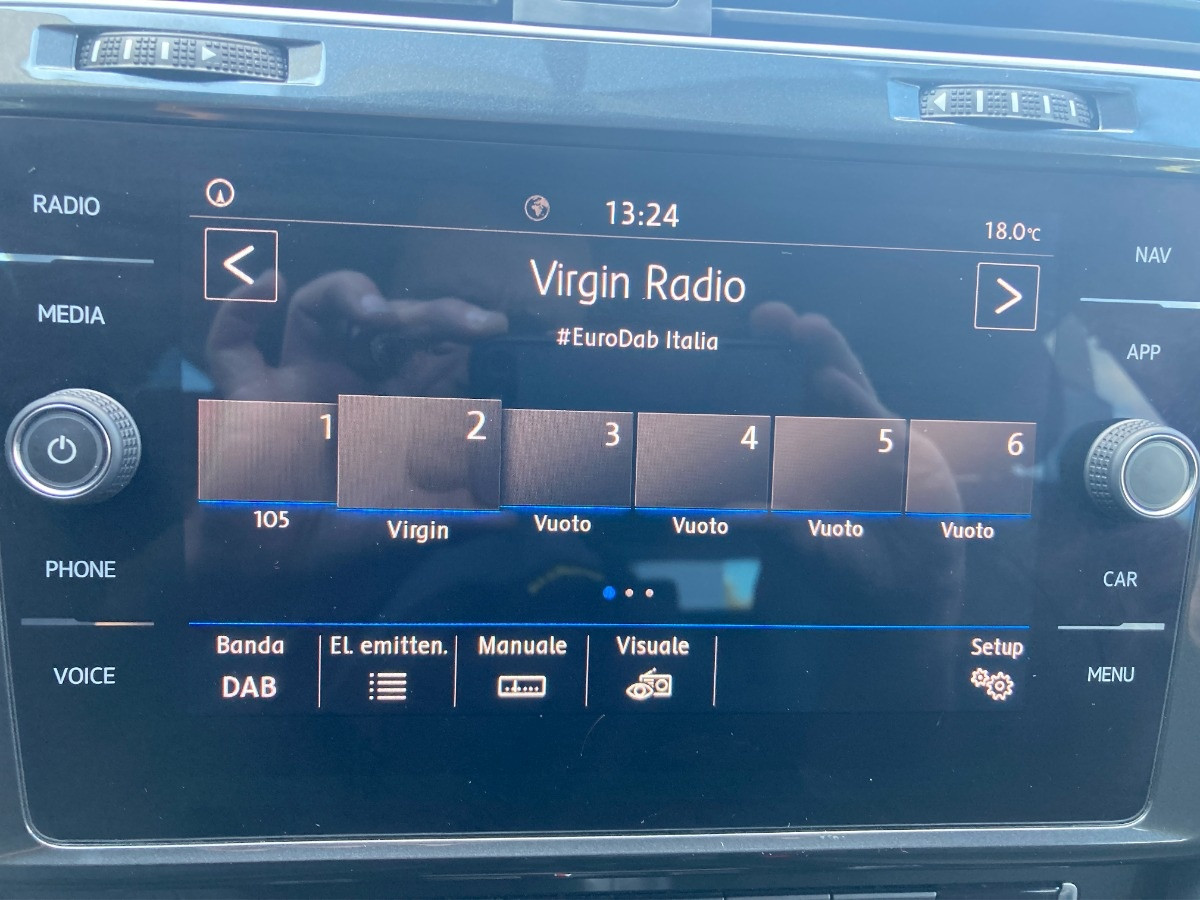 RADIO
MEDIA
PHONE
VOICE
13:24
18.0°C
Virgin Radio
#EuroDab Italia
1
2
3
4
5
6
105
Virgin
Vuoto
Vuoto
Vuoto
Vuoto
Banda
DAB
El. emitten.
Manuale
Visuale
Setup
NAV
APP
CAR
MENU